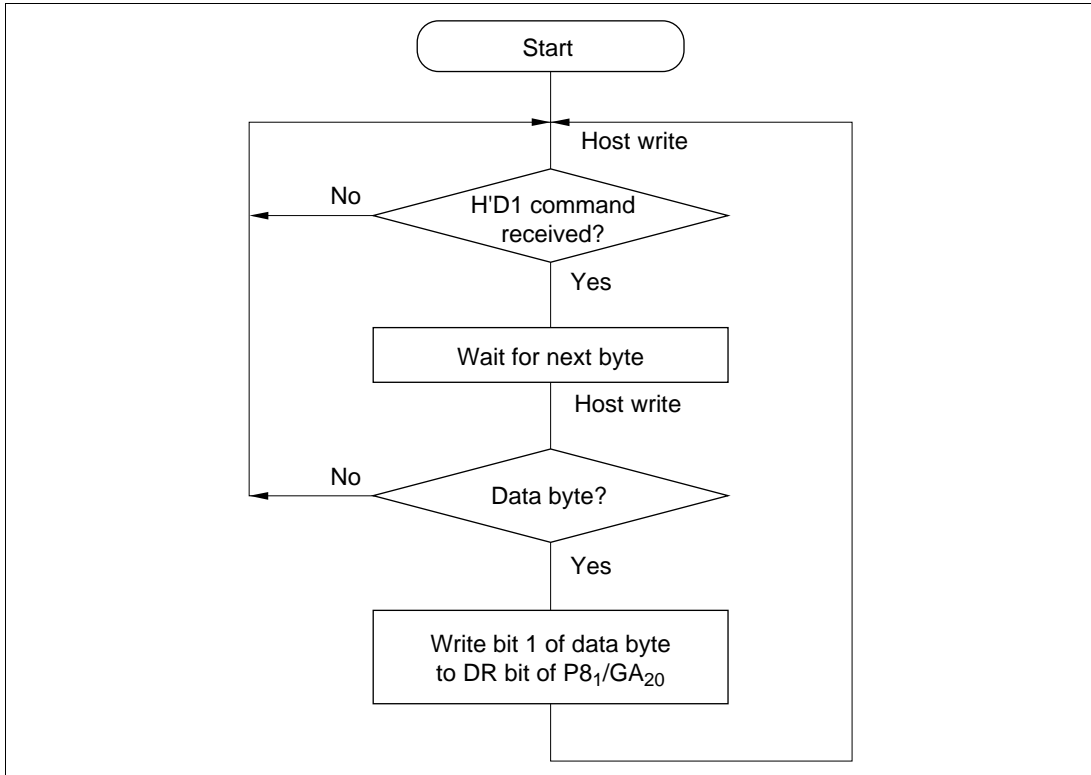 Start
Host write
No
H'D1 command
received?
Yes
Wait for next byte
Host write
No
Data byte?
Yes
Write bit 1 of data byte
to DR bit of P8₁/GA₂₀